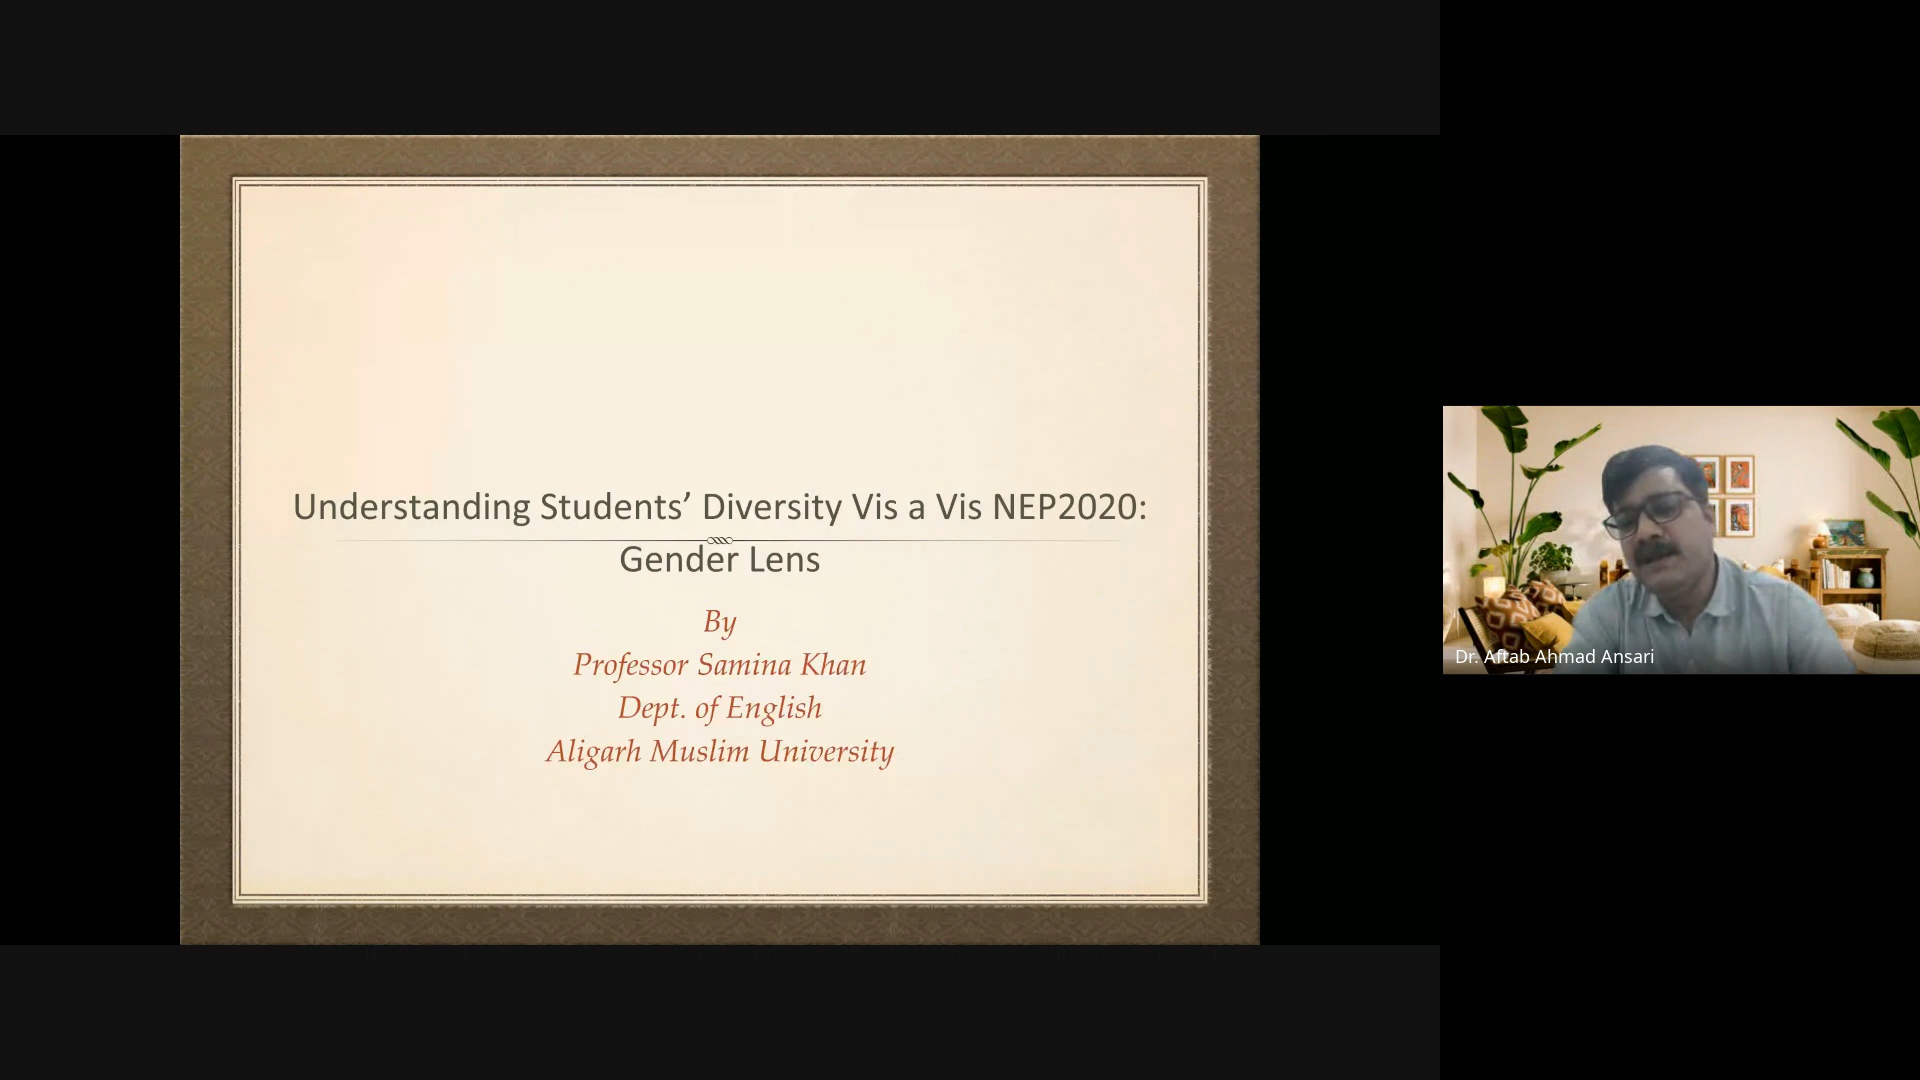 Understanding Students’ Diversity Vis a Vis NEP2020:
Gender Lens
By
Professor Samina Khan
Dept. of English
Aligarh Muslim University
Dr. Aftab Ahmad Ansari